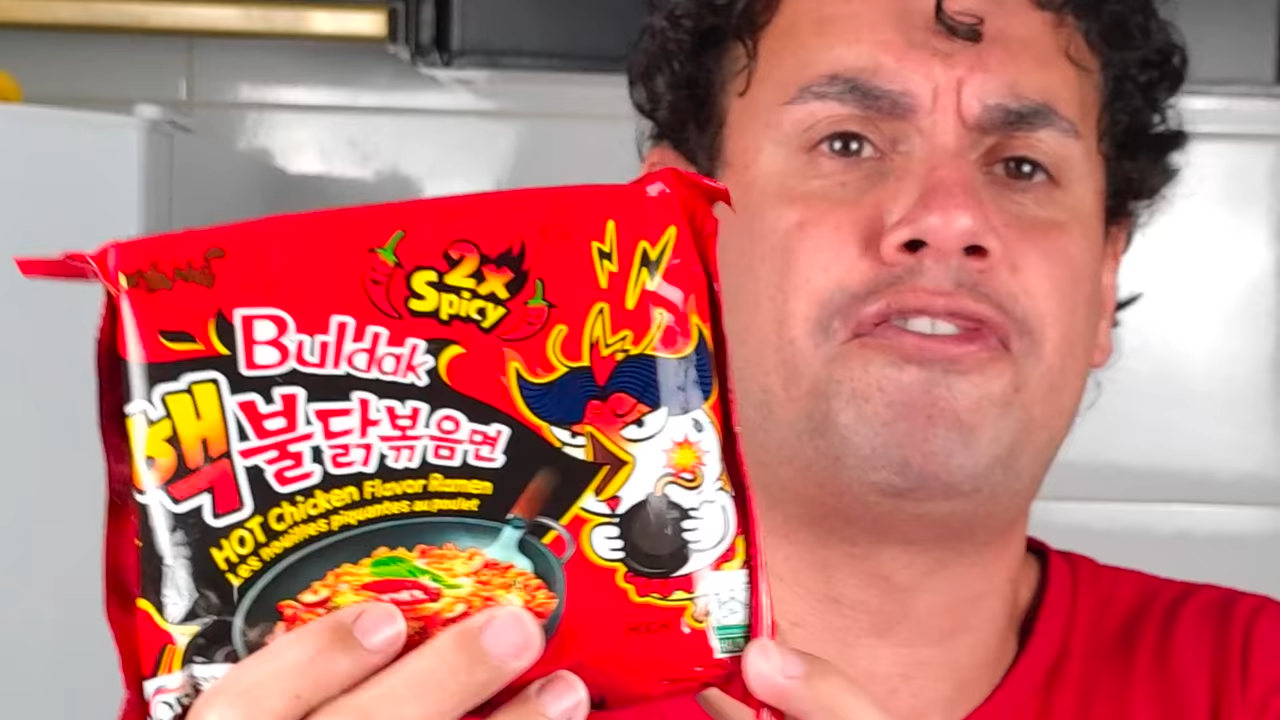 2x
Spicy
Buldak
핵불닭볶음면
HOT Chicken Flavor Ramen
Les nouilles piquantes au poulet